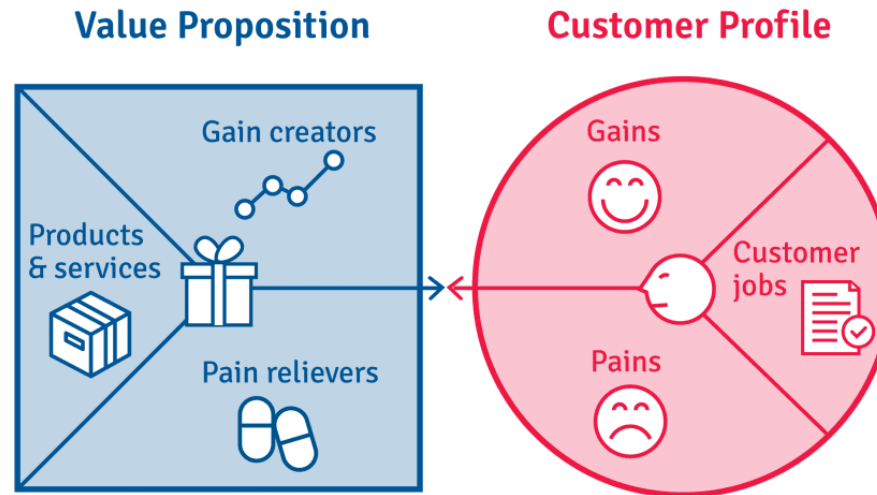 Value Proposition
Customer Profile
Gain creators
Products
& services
Pain relievers
Gains
Customer
jobs
Pains